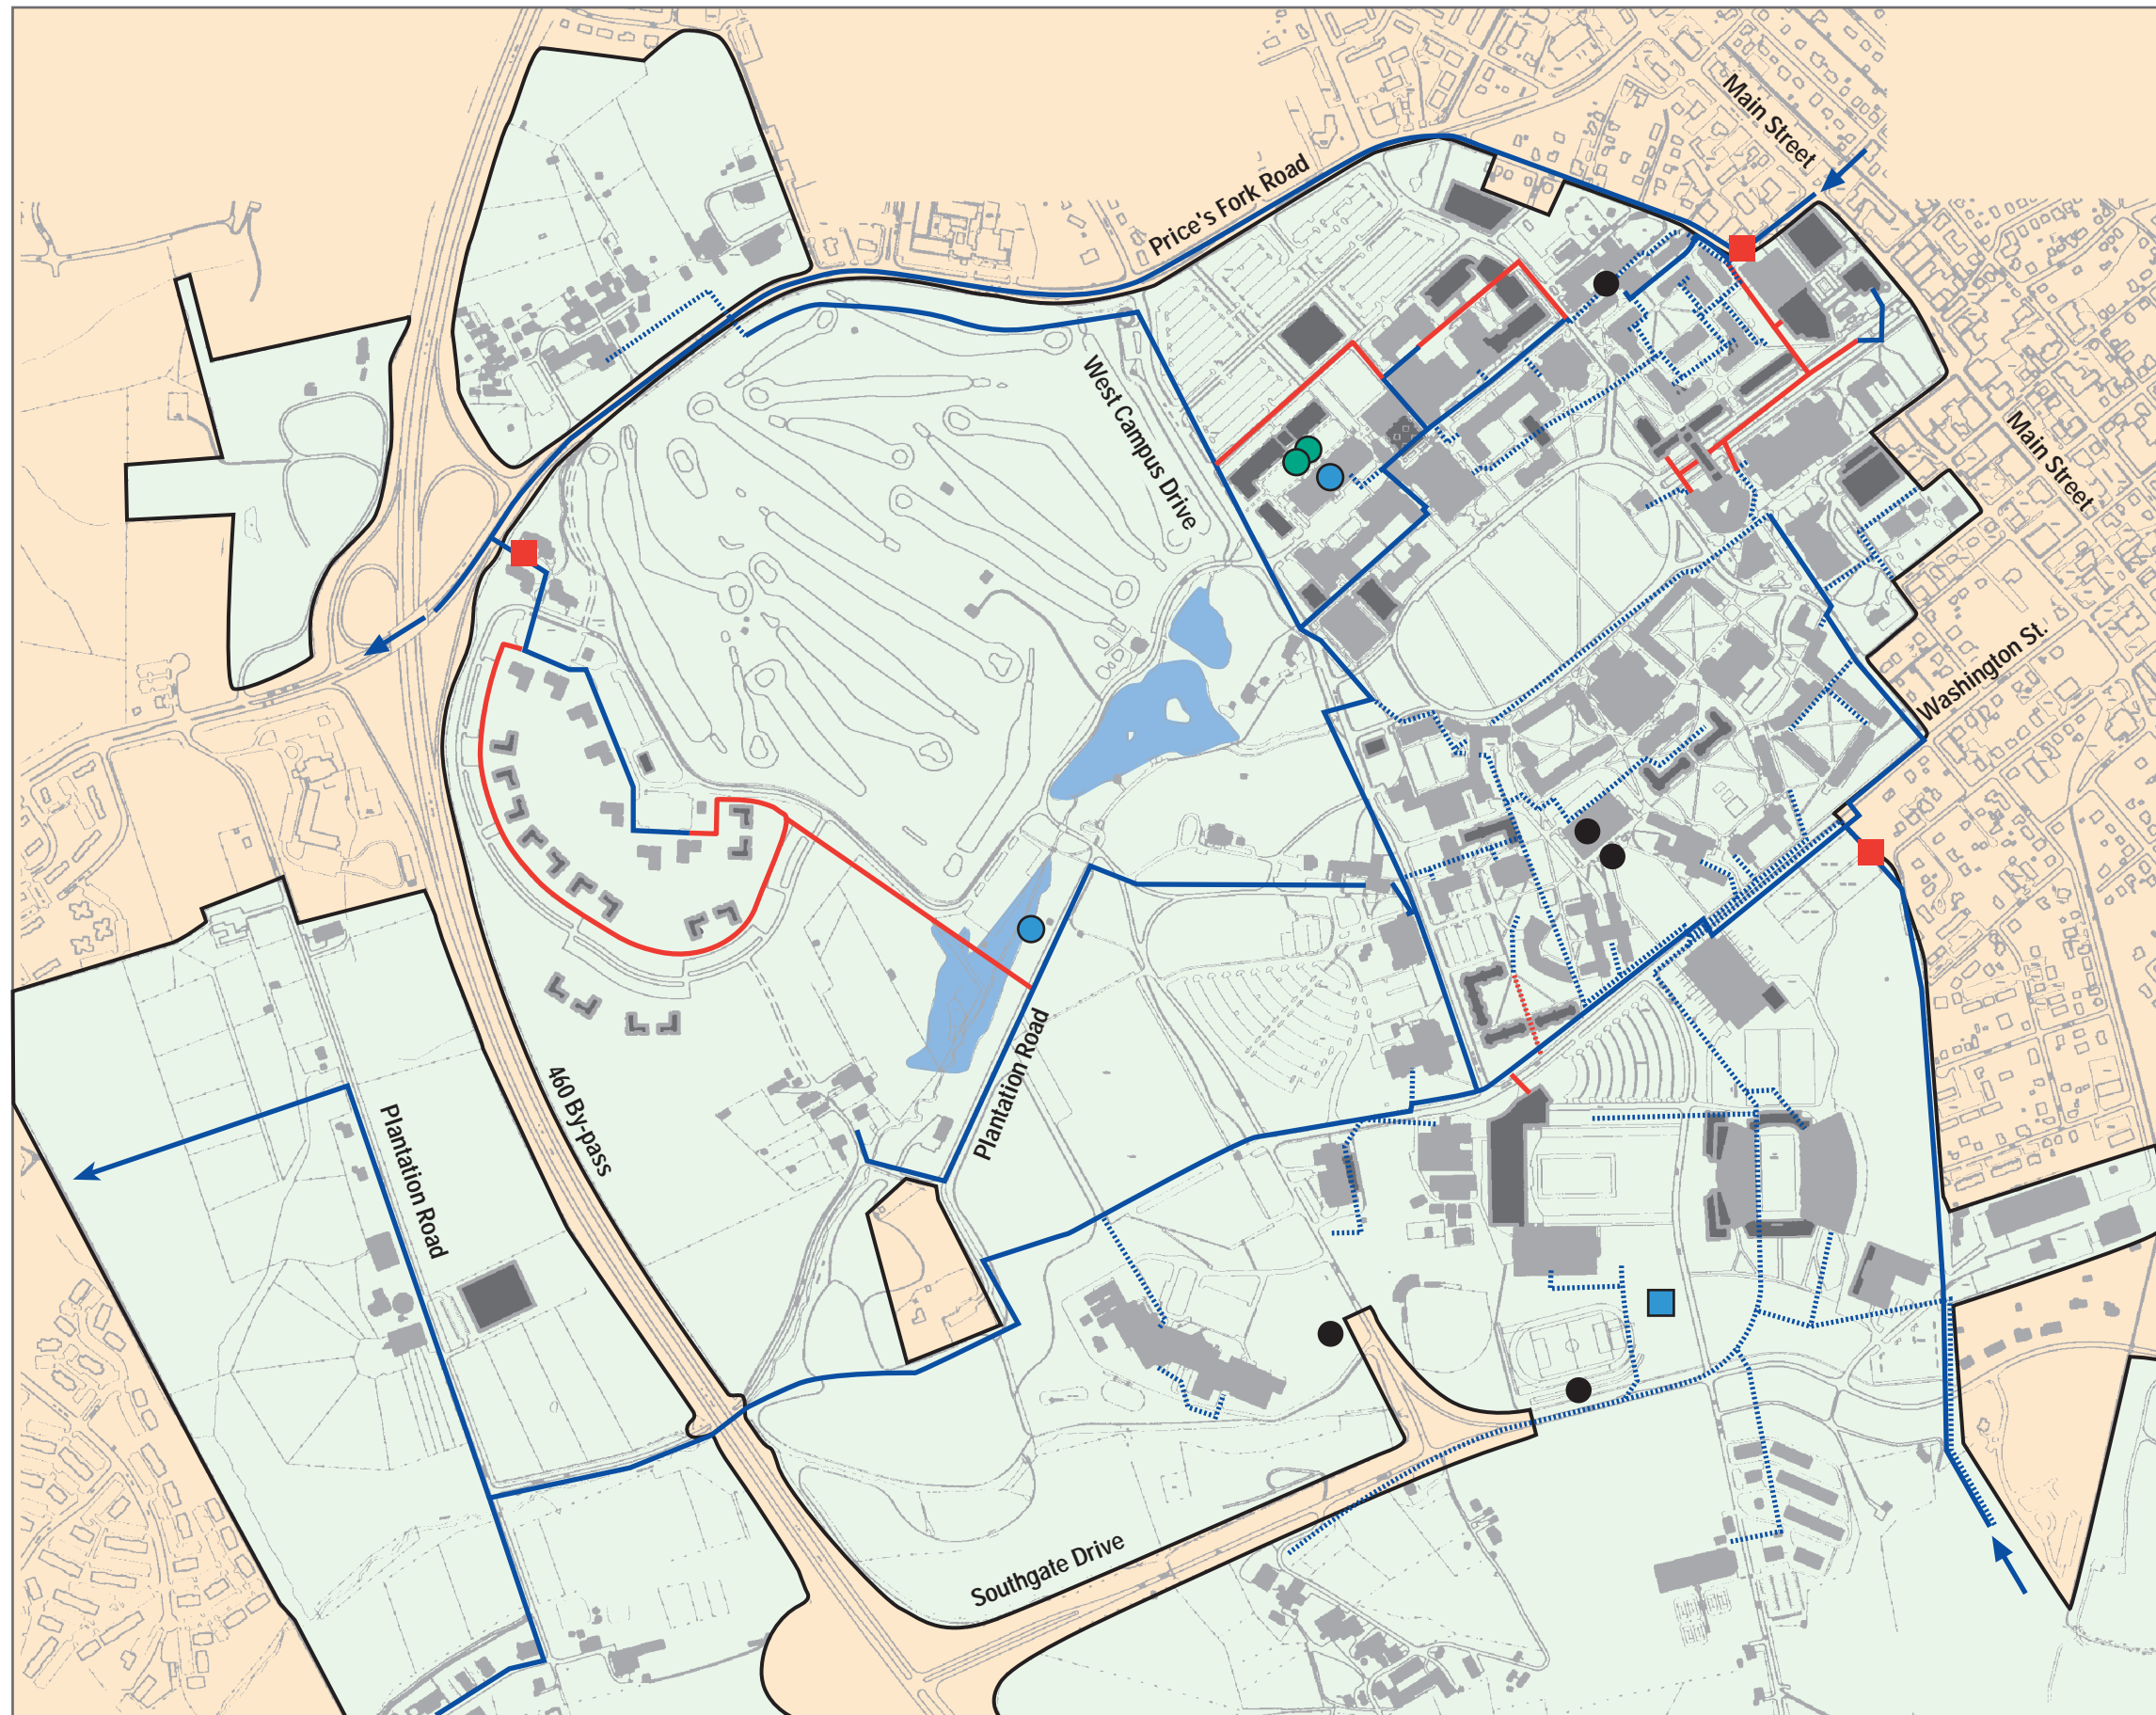 Main Street
Price's Fork Road
West Campus Drive
Main Street
Washington St.
Plantation Road
460 By-pass
Plantation Road
Southgate Drive